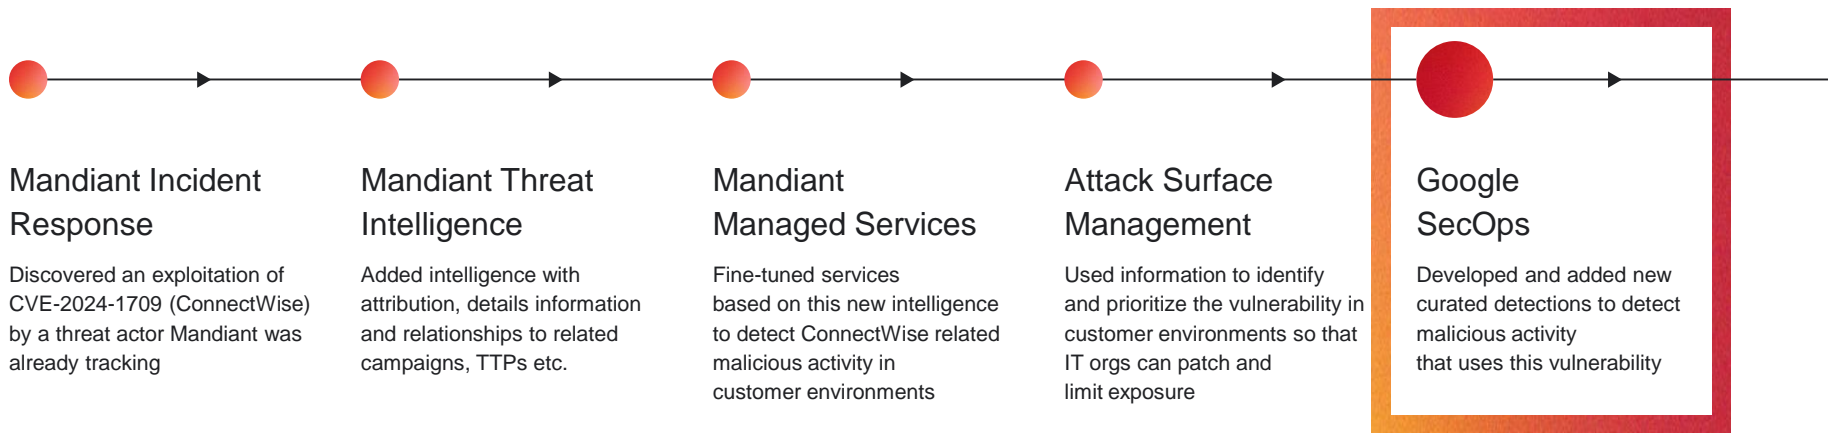 Mandiant Incident
Response
Discovered an exploitation of
CVE-2024-1709 (ConnectWise)
by a threat actor Mandiant was
already tracking
Mandiant Threat
Intelligence
Added intelligence with
attribution, details information
and relationships to related
campaigns, TTPs etc.
Mandiant
Managed Services
Fine-tuned services
based on this new intelligence
to detect ConnectWise related
malicious activity in
customer environments
Attack Surface
Management
Used information to identify
and prioritize the vulnerability in
customer environments so that
IT orgs can patch and
limit exposure
Google
SecOps
Developed and added new
curated detections to detect
malicious activity
that uses this vulnerability